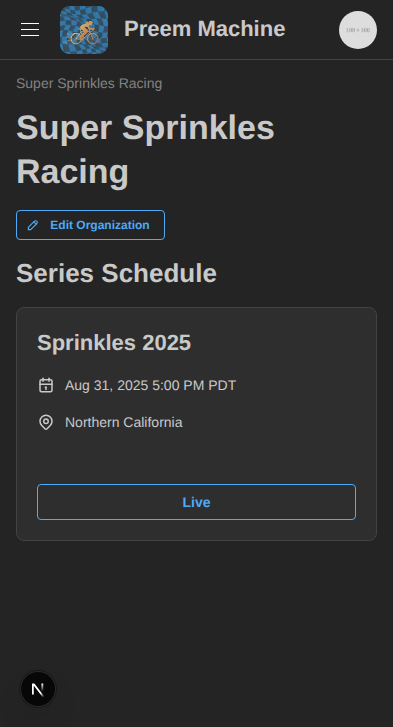 Preem Machine
100 × 100
Super Sprinkles Racing
Super Sprinkles
Racing
Edit Organization
Series Schedule
Sprinkles 2025
Aug 31, 2025 5:00 PM PDT
Northern California
Live
N